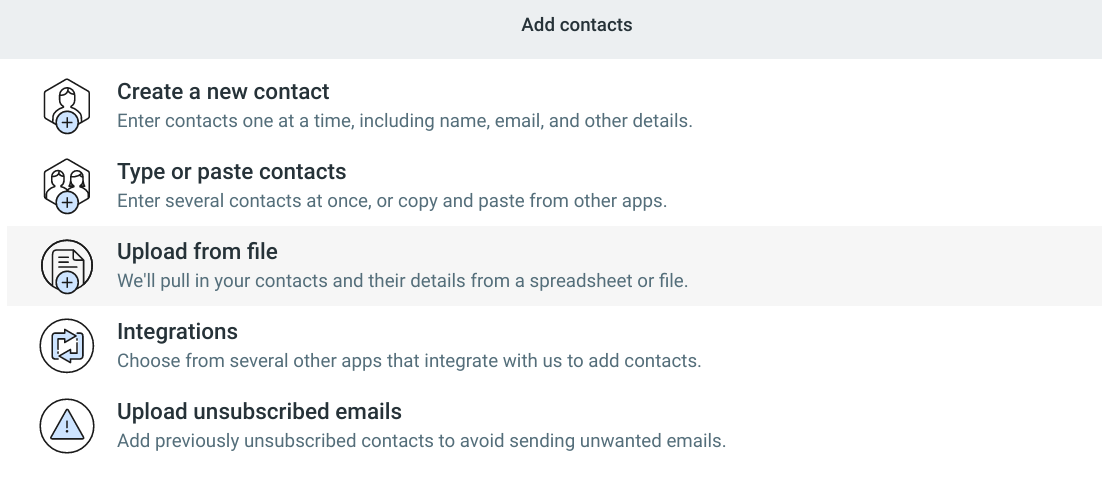 Add contacts
Create a new contact
Enter contacts one at a time, including name, email, and other details.
Type or paste contacts
Enter several contacts at once, or copy and paste from other apps.
Upload from file
We'll pull in your contacts and their details from a spreadsheet or file.
Integrations
Choose from several other apps that integrate with us to add contacts.
Upload unsubscribed emails
Add previously unsubscribed contacts to avoid sending unwanted emails.